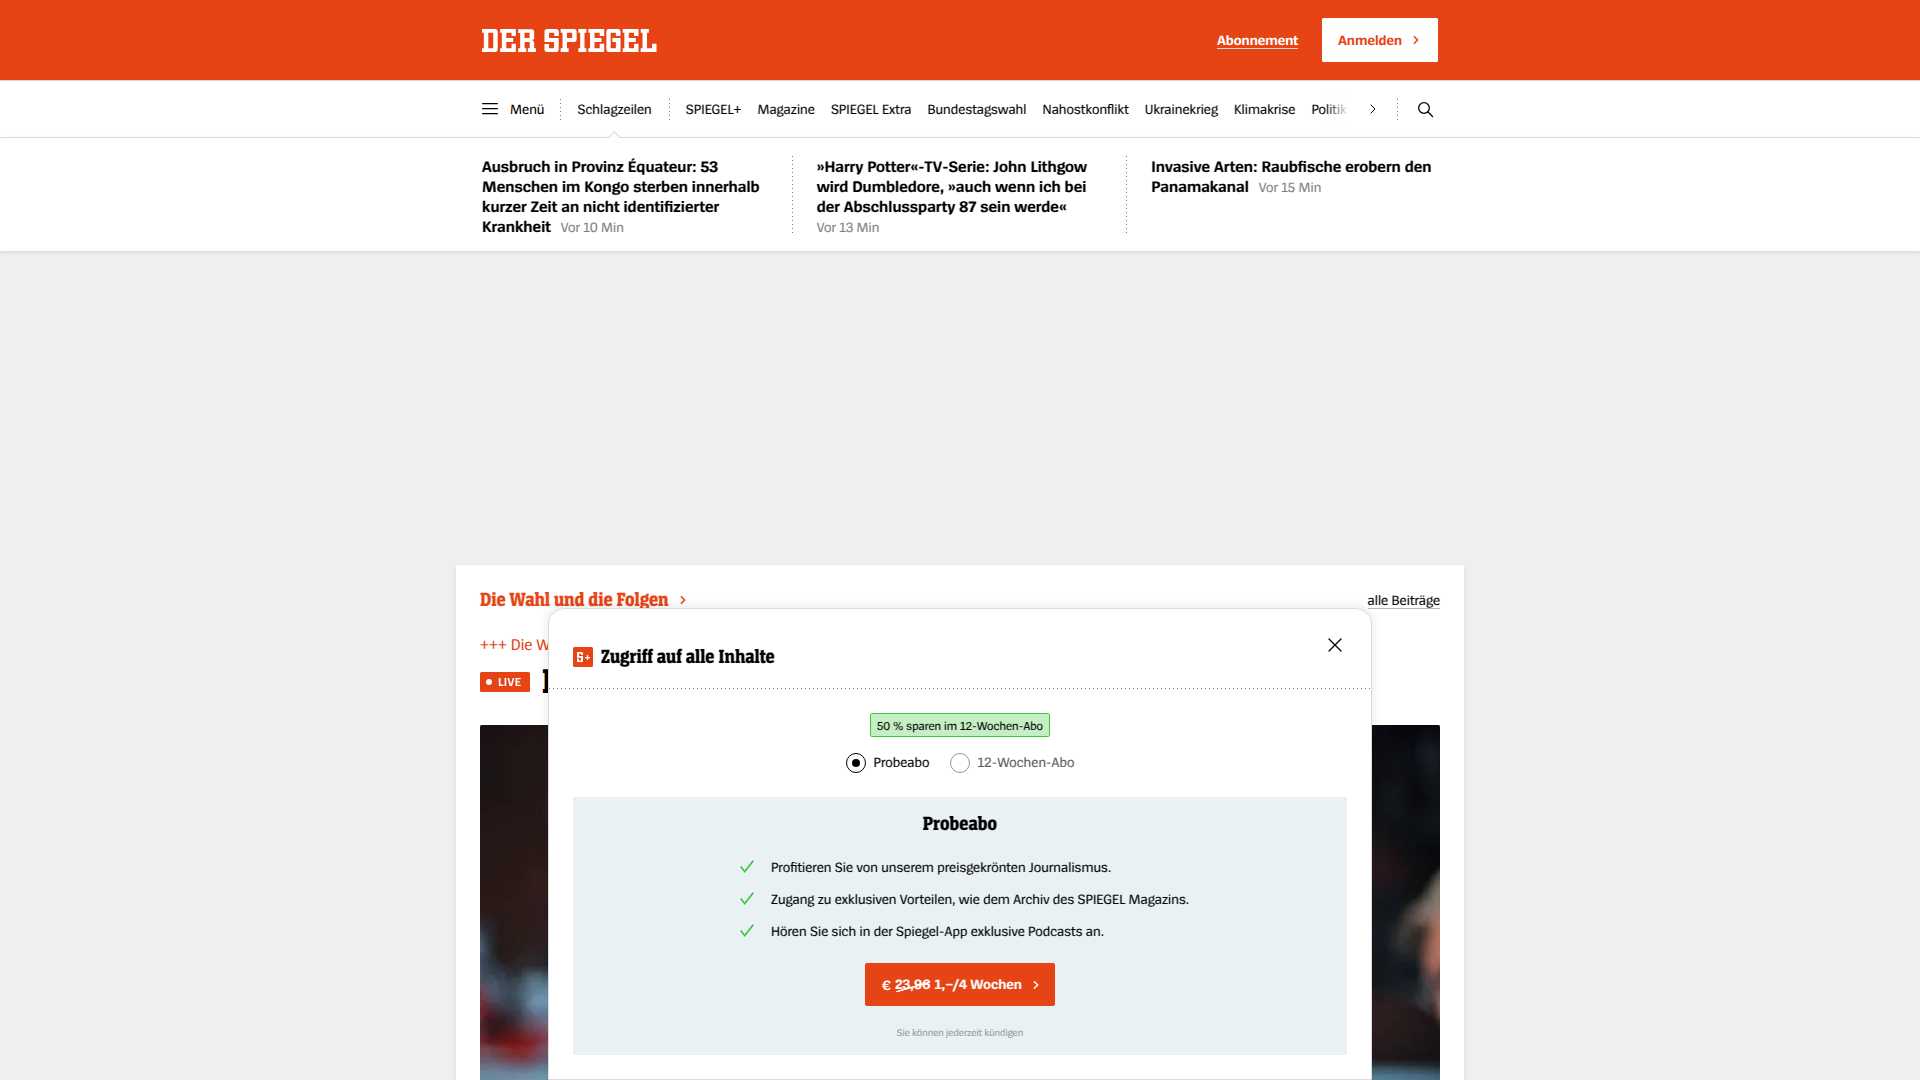 DER SPIEGEL
Abonnement
Anmelden
Menü
Schlagzeilen
SPIEGEL+
Magazine
SPIEGEL Extra
Bundestagswahl
Nahostkonflikt
Ukrainekrieg
Klimakrise
Politik
Ausbruch in Provinz Équateur: 53
Menschen im Kongo sterben innerhalb
kurzer Zeit an nicht identifizierter
Krankheit Vor 10 Min
»Harry Potter«-TV-Serie: John Lithgow
wird Dumbledore, »auch wenn ich bei
der Abschlussparty 87 sein werde«
Vor 13 Min
Invasive Arten: Raubfische erobern den
Panamakanal Vor 15 Min
Die Wahl und die Folgen
alle Beiträge
+++ Die W
LIVE
Zugriff auf alle Inhalte
50 % sparen im 12-Wochen-Abo
Probeabo
12-Wochen-Abo
Probeabo
Profitieren Sie von unserem preisgekrönten Journalismus.
Zugang zu exklusiven Vorteilen, wie dem Archiv des SPIEGEL Magazins.
Hören Sie sich in der Spiegel-App exklusive Podcasts an.
€ 23,96 1,–/4 Wochen
Sie können jederzeit kündigen